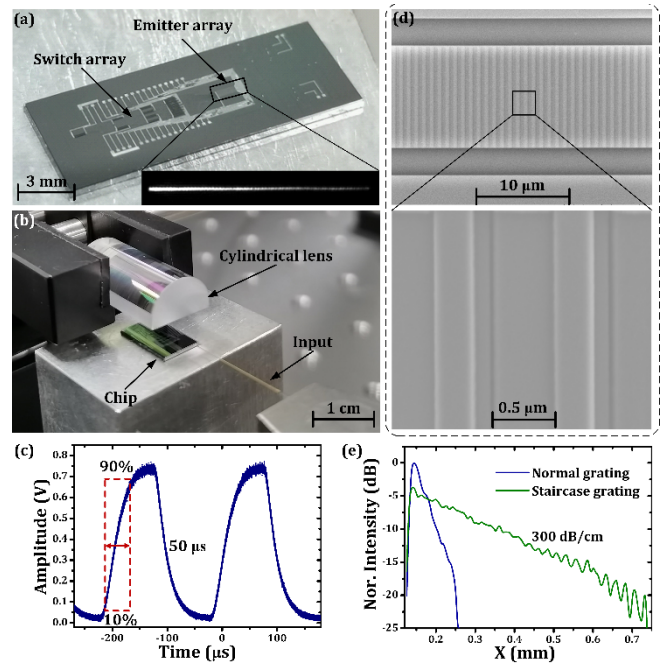 (a)
Emitter array
Switch array
3 mm
(b)
Cylindrical lens
Input
Chip
1 cm
(c)
Amplitude (V)
0.8
0.7
0.6
0.5
0.4
0.3
0.2
0.1
0.0
90%
50 µs
10%
-200 -100 0 100
Time (µs)
(d)
10 µm
0.5 µm
(e)
Nor. Intensity (dB)
0
-5
-10
-15
-20
-25
Normal grating
Staircase grating
300 dB/cm
0.2 0.3 0.4 0.5 0.6 0.7
X (mm)